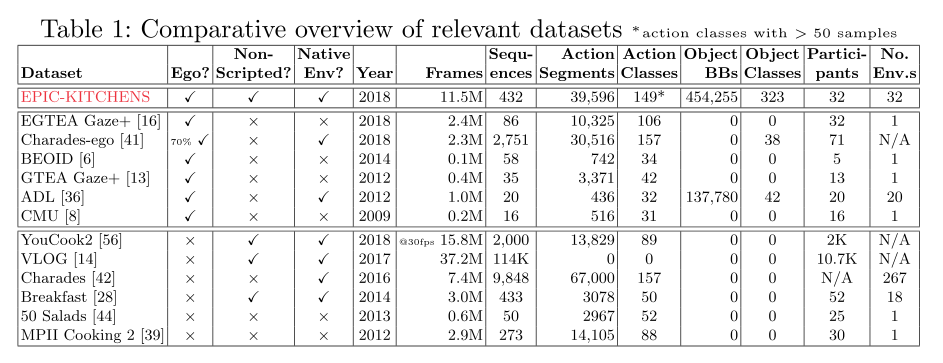 Table 1: Comparative overview of relevant datasets *action classes with > 50 samples
Non- Native Sequ- Action Action Object Object Partici- No.
Dataset Ego? Scripted? Env? Year Frames ences Segments Classes BBs Classes pants Env.s
EPIC-KITCHENS ✓ ✓ ✓ 2018 11.5M 432 39,596 149* 454,255 323 32 32
EGTEA Gaze+ [16] ✓ × × 2018 2.4M 86 10,325 106 0 0 32 1
Charades-ego [41] 70% ✓ × ✓ 2018 2.3M 2,751 30,516 157 0 38 71 N/A
BEOID [6] ✓ × × 2014 0.1M 58 742 34 0 0 5 1
GTEA Gaze+ [13] ✓ × × 2012 0.4M 35 3,371 42 0 0 13 1
ADL [36] ✓ × ✓ 2012 1.0M 20 436 32 137,780 42 20 20
CMU [8] ✓ × × 2009 0.2M 16 516 31 0 0 16 1
YouCook2 [56] × ✓ ✓ 2018 @30fps 15.8M 2,000 13,829 89 0 0 2K N/A
VLOG [14] × ✓ ✓ 2017 37.2M 114K 0 0 0 0 10.7K N/A
Charades [42] × × ✓ 2016 7.4M 9,848 67,000 157 0 0 N/A 267
Breakfast [28] × ✓ ✓ 2014 3.0M 433 3078 50 0 0 52 18
50 Salads [44] × × × 2013 0.6M 50 2967 52 0 0 25 1
MPII Cooking 2 [39] × × × 2012 2.9M 273 14,105 88 0 0 30 1